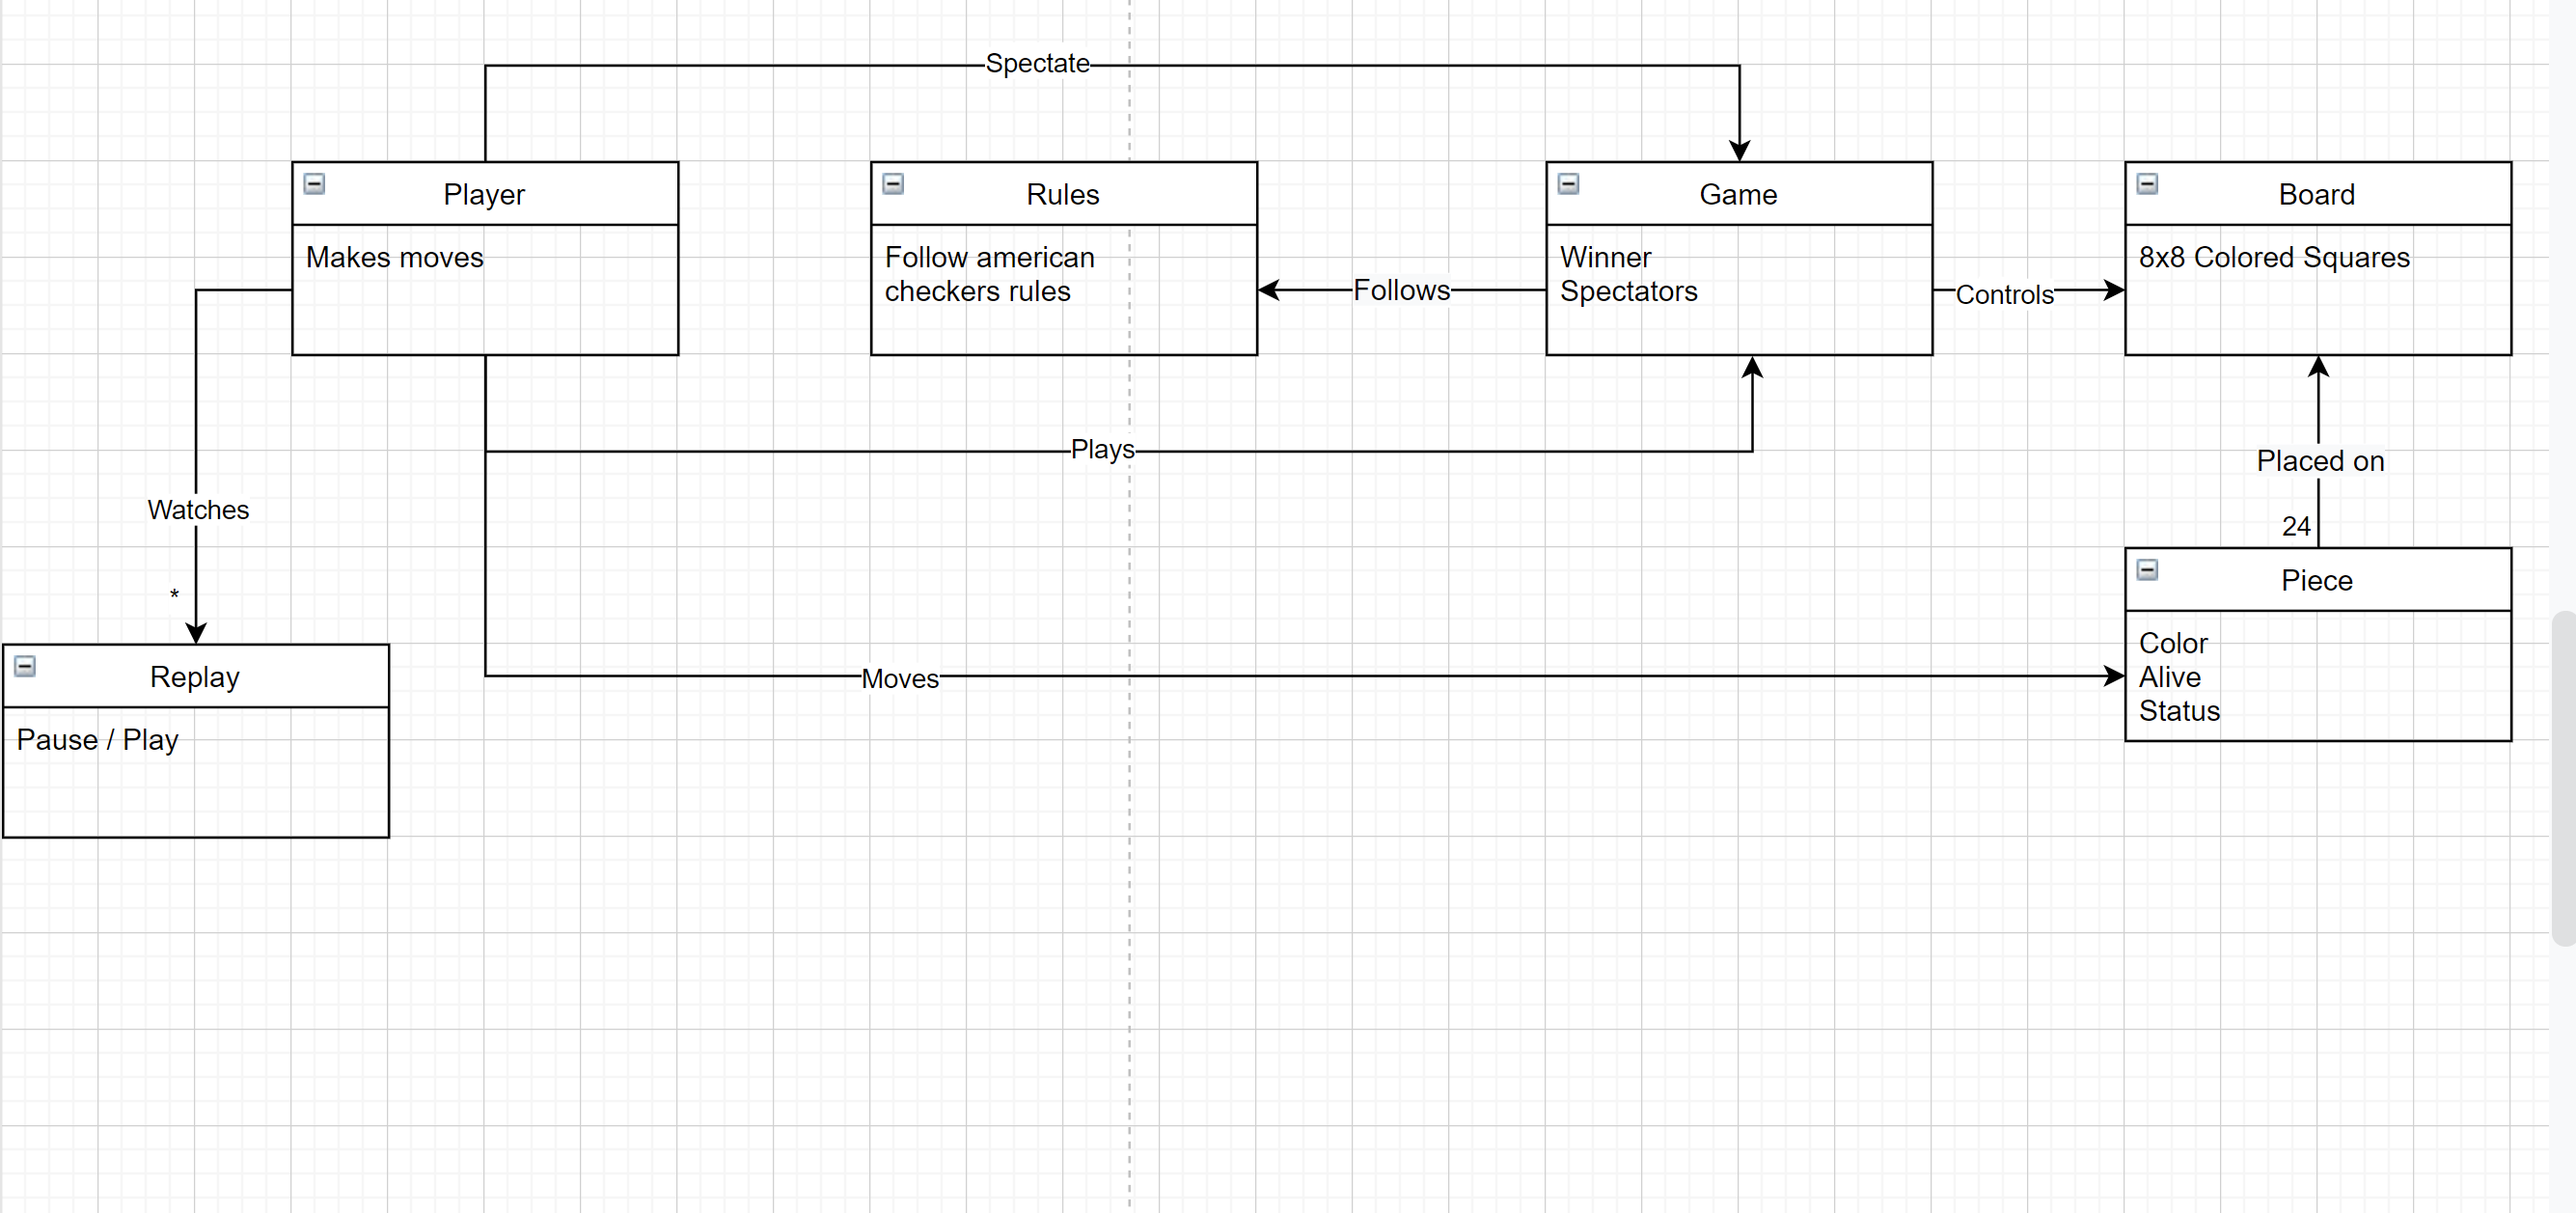 Spectate
Player
Makes moves
Rules
Follow american
checkers rules
Follows
Game
Winner
Spectators
Controls
Board
8x8 Colored Squares
Plays
Placed on
24
Watches
*
Replay
Pause / Play
Moves
Piece
Color
Alive
Status